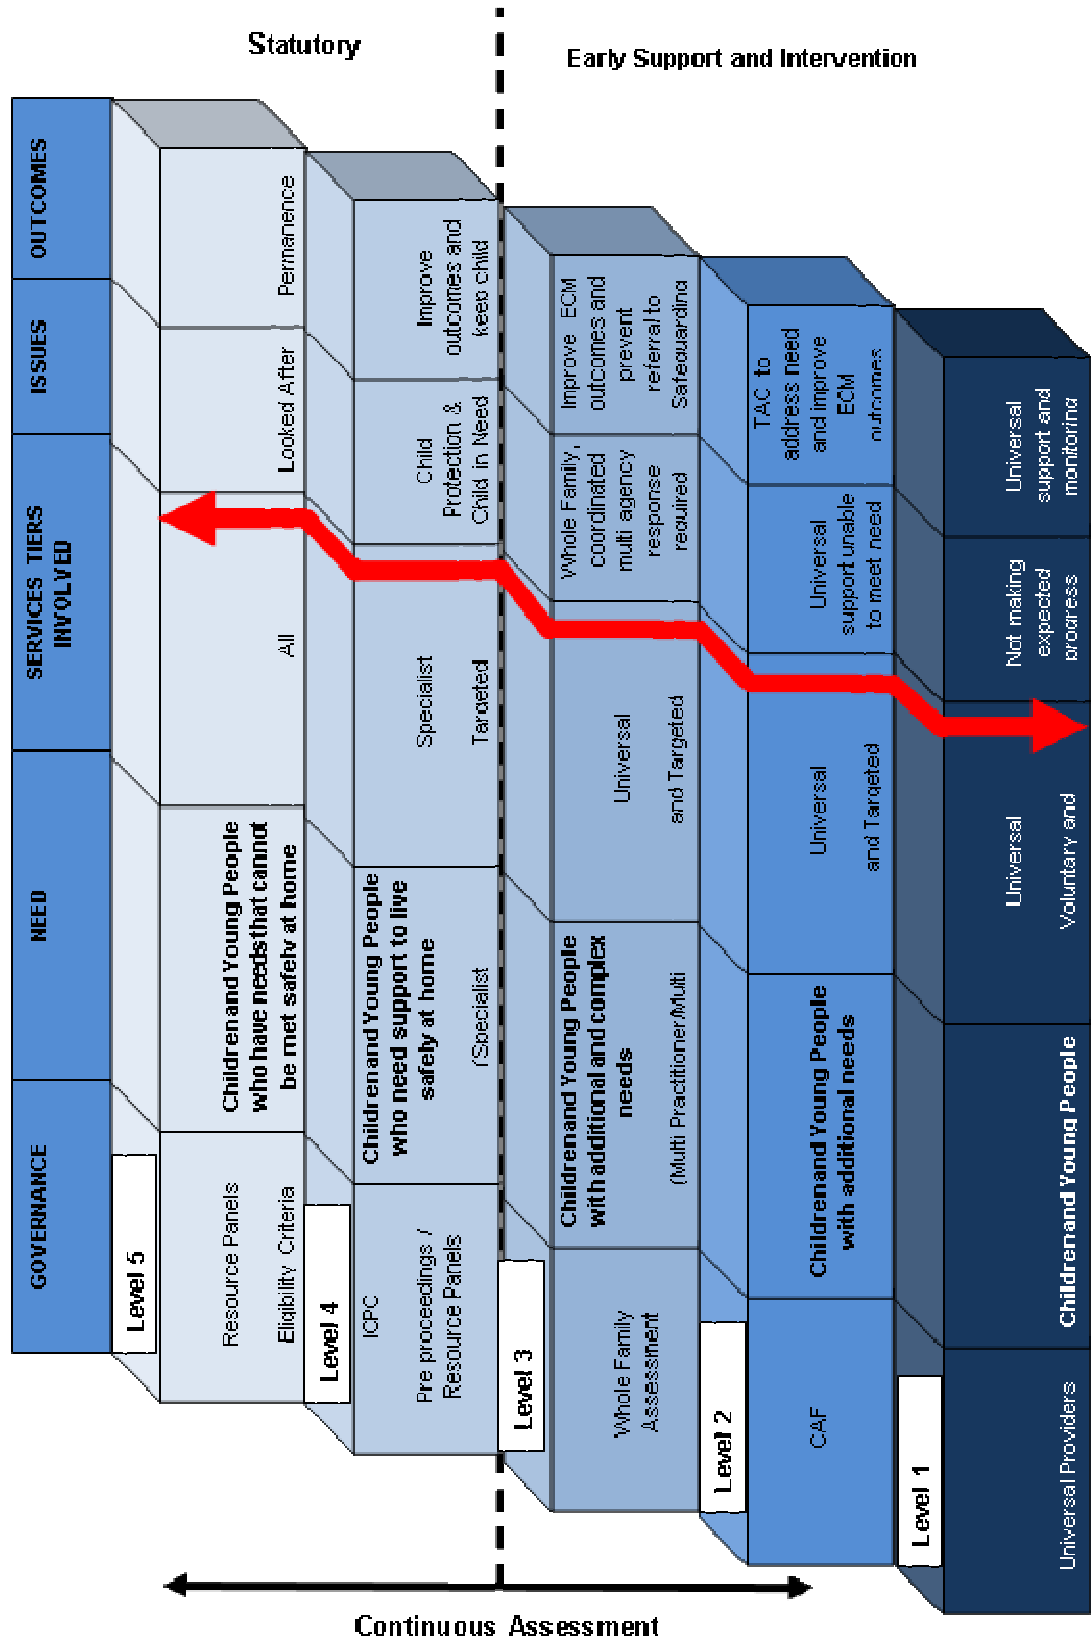 Statutory
Early Support and Intervention
GOVERNANCE
NEED
SERVICES TIERS
INVOLVED
ISSUES
OUTCOMES
Level 5
Resource Panels
Eligibility Criteria
Children and Young People
who have needs that cannot
be met safely at home
All
Looked After
Permanence
Level 4
ICPC
Pre proceedings /
Resource Panels
Children and Young People
who need support to live
safely at home
(Specialist
Specialist
Targeted
Child
Protection &
Child in Need
Improve
outcomes and
keep child
Level 3
Whole Family
Assessment
Children and Young People
with additional and complex
needs
(Multi Practitioner/Multi
Universal
and Targeted
Whole Family,
coordinated
multi agency
response
required
Improve ECM
outcomes and
prevent
referral to
Safeguarding
Level 2
CAF
Children and Young People
with additional needs
Universal
and Targeted
Universal
support unable
to meet need
TAC to
address need
and improve
ECM
outcomes
Level 1
Universal Providers
Children and Young People
Universal
Voluntary and
Not making
expected
progress
Universal
support and
monitoring
Continuous Assessment